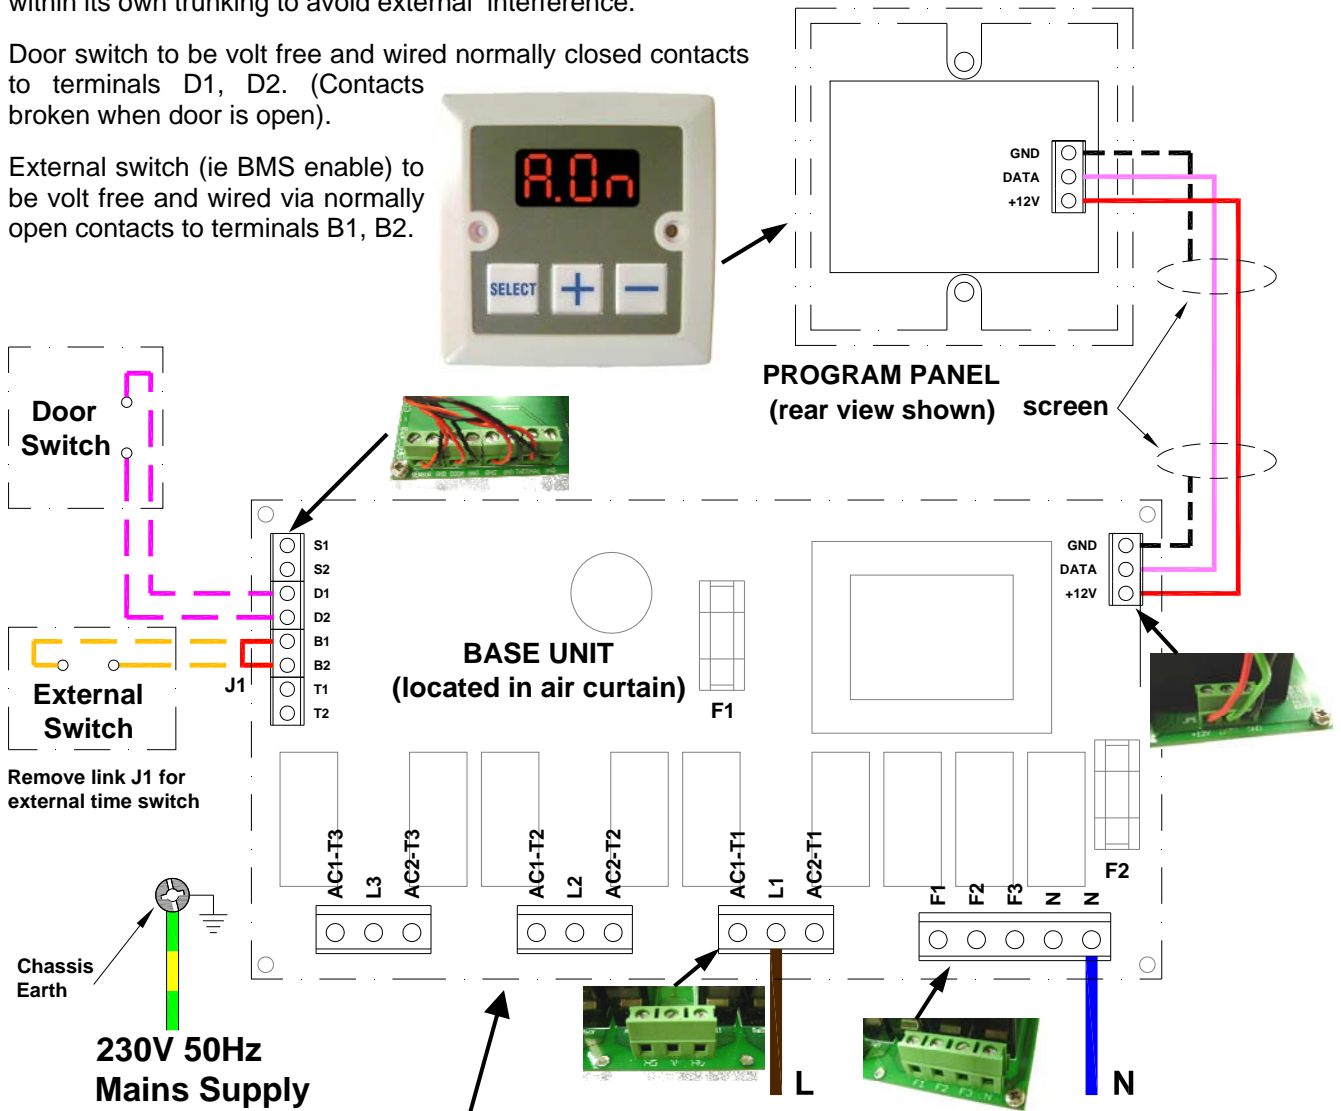 within its own trunking to avoid external interference.
Door switch to be volt free and wired normally closed contacts
to terminals D1, D2. (Contacts
broken when door is open).
External switch (ie BMS enable) to
be volt free and wired via normally
open contacts to terminals B1, B2.
A.On
SELECT
+
−
GND
DATA
+12V
PROGRAM PANEL
(rear view shown)
screen
Door
Switch
S1
S2
D1
D2
B1
B2
T1
T2
J1
External
Switch
Remove link J1 for
external time switch
BASE UNIT
(located in air curtain)
F1
GND
DATA
+12V
+12V
F2
AC1-T3
L3
AC2-T3
AC1-T2
L2
AC2-T2
AC1-T1
L1
AC2-T1
F1
F2
F3
N
N
Chassis
Earth
230V 50Hz
Mains Supply
L
F1 F2 F3 N
N